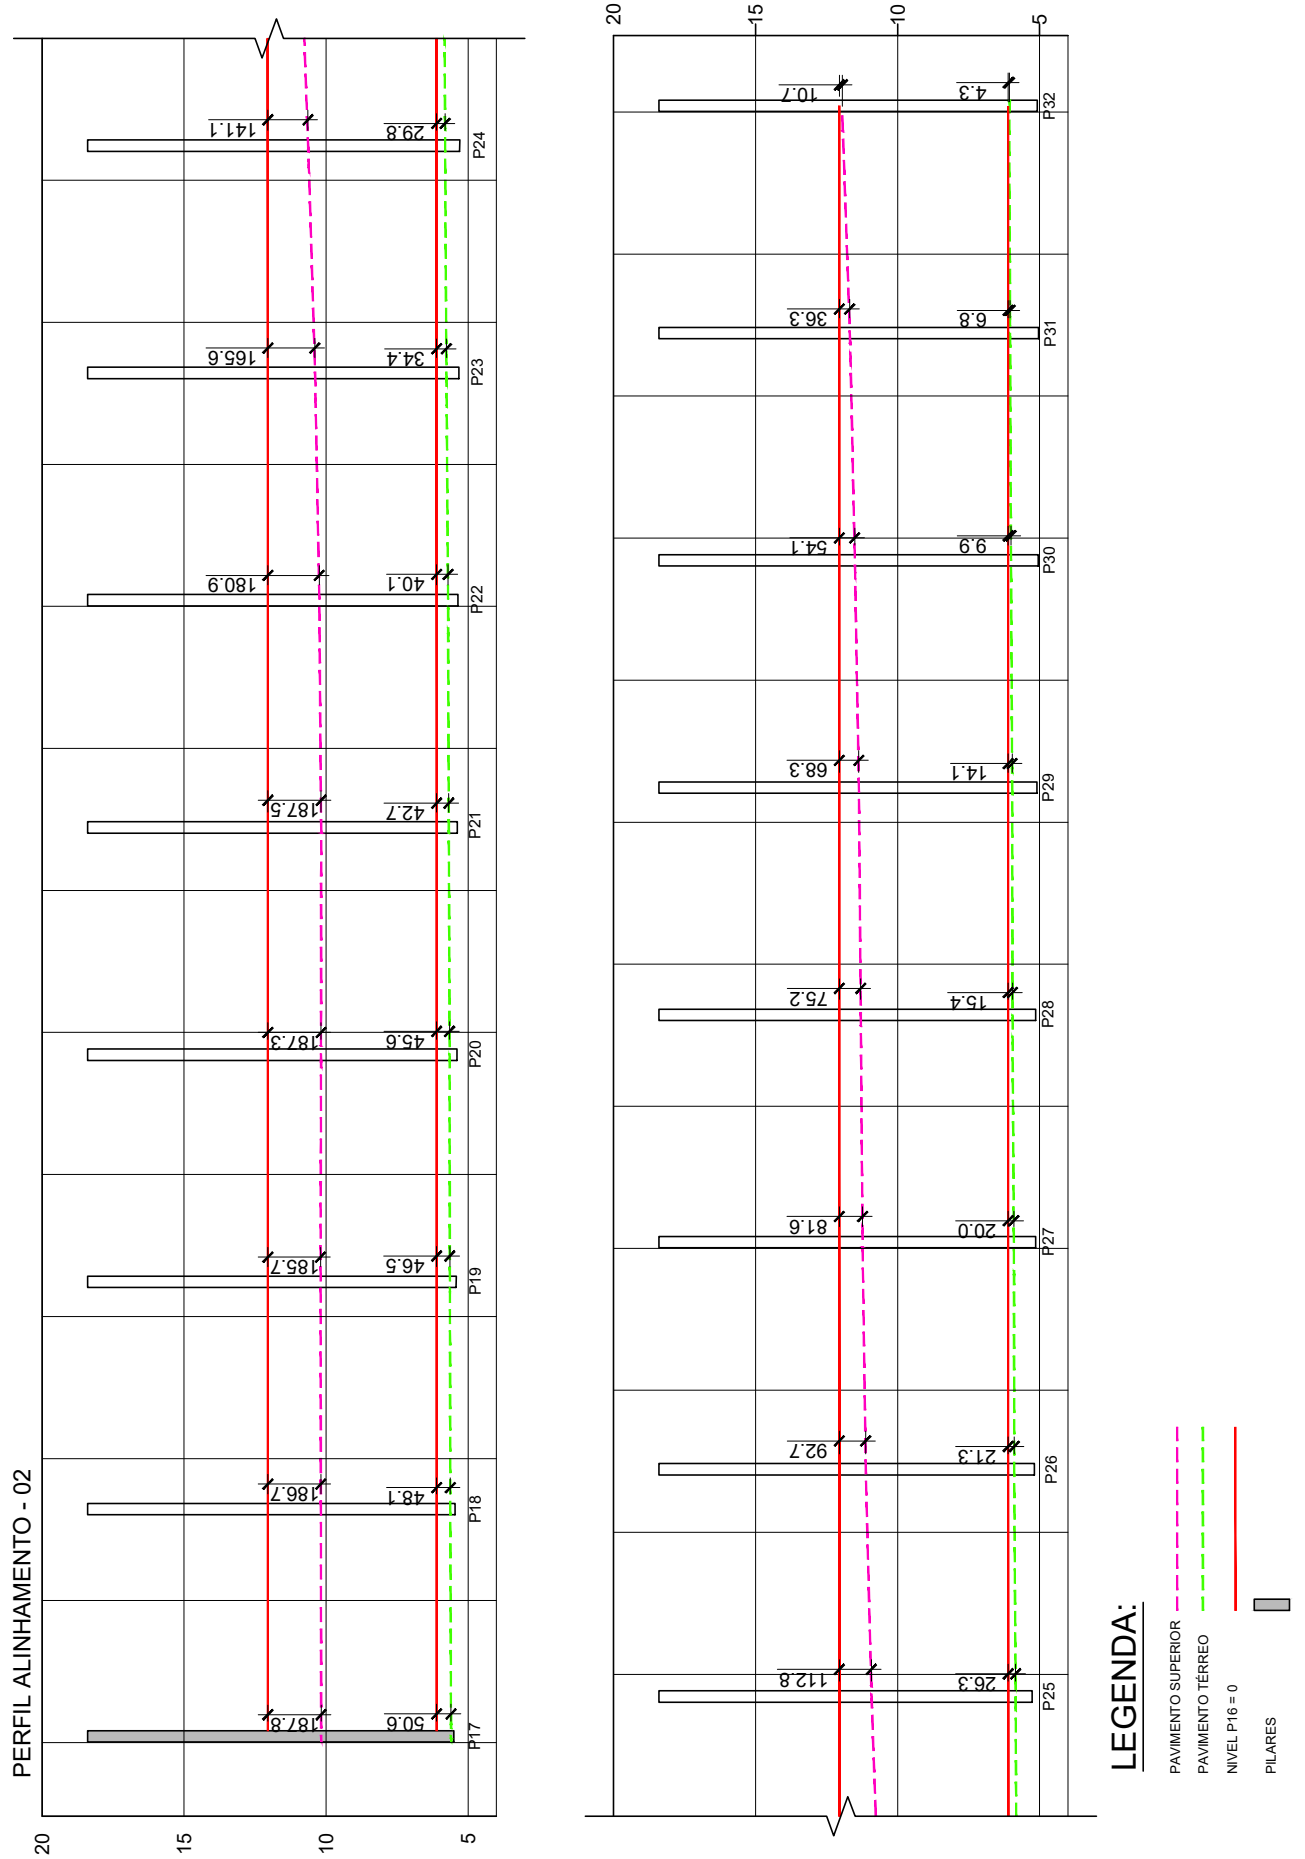 PERFIL ALINHAMENTO - 02
20
15
10
5
187.8
186.7
185.7
187.3
187.5
180.9
165.6
141.1
50.6
48.1
46.5
45.6
42.7
40.1
34.4
29.8
P17
P18
P19
P20
P21
P22
P23
P24
20
15
10
5
112.8
92.7
81.6
75.2
68.3
54.1
36.3
10.7
26.3
21.3
20.0
15.4
14.1
9.9
6.8
4.3
P25
P26
P27
P28
P29
P30
P31
P32
LEGENDA:
PAVIMENTO SUPERIOR
PAVIMENTO TÉRREO
NIVEL P16 = 0
PILARES